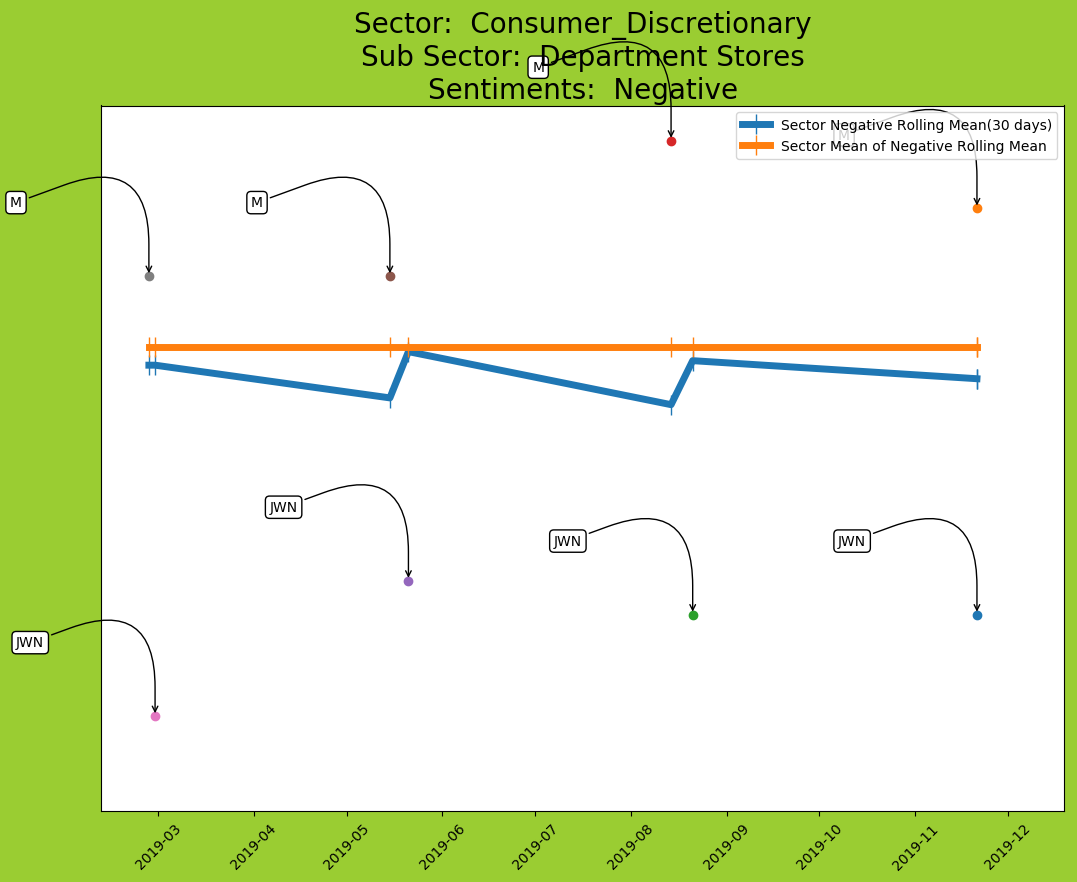 Sector:  Consumer_Discretionary
Sub Sector:  Department Stores
Sentiments:  Negative
M
Sector Negative Rolling Mean(30 days)
Sector Mean of Negative Rolling Mean
M
M
M
JWN
JWN
JWN
JWN
2019-03
2019-04
2019-05
2019-06
2019-07
2019-08
2019-09
2019-10
2019-11
2019-12